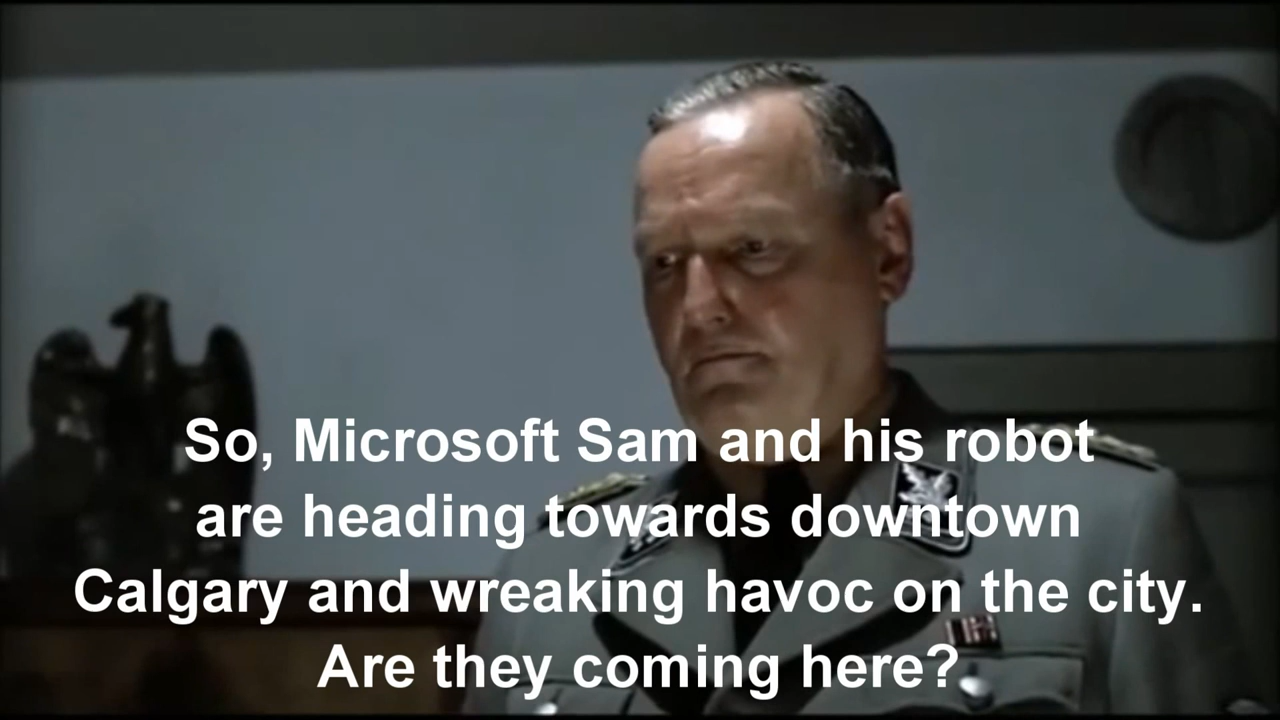 So, Microsoft Sam and his robot
are heading towards downtown
Calgary and wreaking havoc on the city.
Are they coming here?